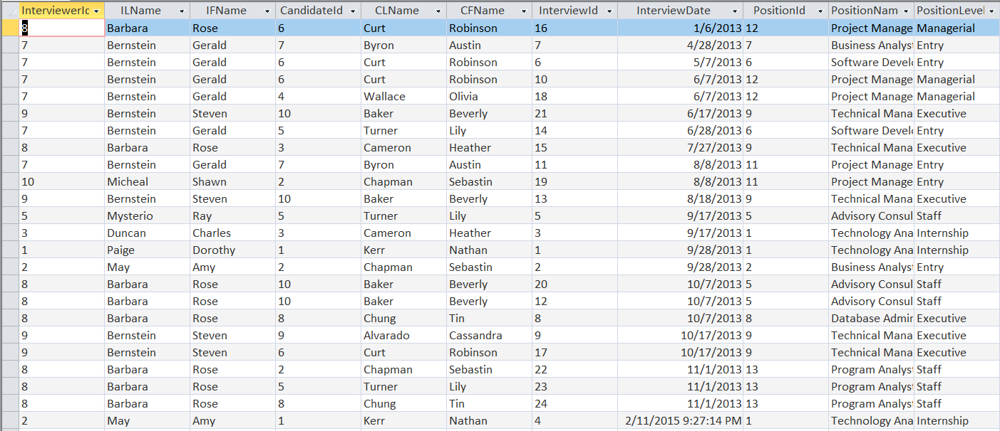 InterviewerId ILName IFName CandidateId CLName CFName InterviewId InterviewDate PositionId PositionNam PositionLevel
8 Barbara Rose 6 Curt Robinson 16 1/6/2013 12 Project Manage Managerial
7 Bernstein Gerald 7 Byron Austin 7 4/28/2013 7 Business Analyst Entry
7 Bernstein Gerald 6 Curt Robinson 6 5/7/2013 6 Software Develo Entry
7 Bernstein Gerald 6 Curt Robinson 10 6/7/2013 12 Project Manage Managerial
7 Bernstein Gerald 4 Wallace Olivia 18 6/7/2013 12 Project Manage Managerial
9 Bernstein Steven 10 Baker Beverly 21 6/17/2013 9 Technical Mana Executive
7 Bernstein Gerald 5 Turner Lily 14 6/28/2013 6 Software Develo Entry
8 Barbara Rose 3 Cameron Heather 15 7/27/2013 9 Technical Mana Executive
7 Bernstein Gerald 7 Byron Austin 11 8/8/2013 11 Project Manage Entry
10 Micheal Shawn 2 Chapman Sebastin 19 8/8/2013 11 Project Manage Entry
9 Bernstein Steven 10 Baker Beverly 13 8/18/2013 9 Technical Mana Executive
5 Mysterio Ray 5 Turner Lily 5 9/17/2013 5 Advisory Consul Staff
3 Duncan Charles 3 Cameron Heather 3 9/17/2013 1 Technology Ana Internship
1 Paige Dorothy 1 Kerr Nathan 1 9/28/2013 1 Technology Ana Internship
2 May Amy 2 Chapman Sebastin 2 9/28/2013 2 Business Analyst Entry
8 Barbara Rose 10 Baker Beverly 20 10/7/2013 5 Advisory Consul Staff
8 Barbara Rose 10 Baker Beverly 12 10/7/2013 5 Advisory Consul Staff
8 Barbara Rose 8 Chung Tin 8 10/7/2013 8 Database Admin Executive
9 Bernstein Steven 9 Alvarado Cassandra 9 10/17/2013 9 Technical Mana Executive
9 Bernstein Steven 6 Curt Robinson 17 10/17/2013 9 Technical Mana Executive
8 Barbara Rose 2 Chapman Sebastin 22 11/1/2013 13 Program Analyst Staff
8 Barbara Rose 5 Turner Lily 23 11/1/2013 13 Program Analyst Staff
8 Barbara Rose 8 Chung Tin 24 11/1/2013 13 Program Analyst Staff
2 May Amy 1 Kerr Nathan 4 2/11/2015 9:27:14 PM 1 Technology Ana Internship